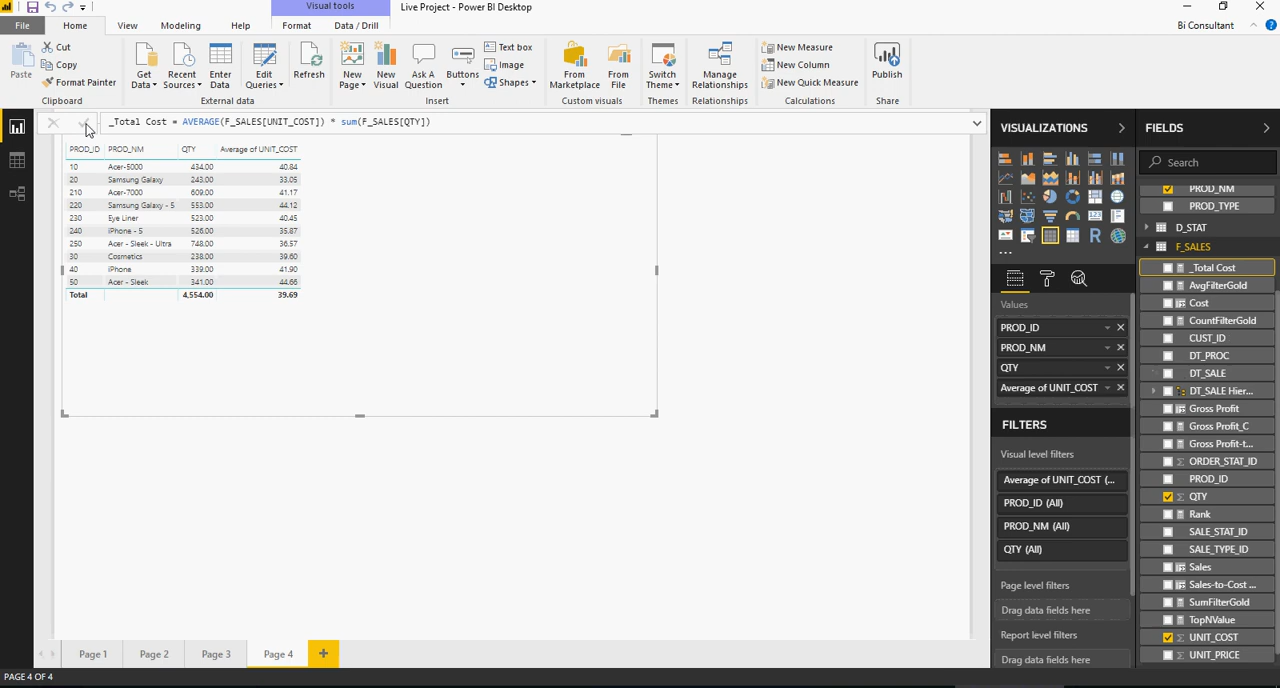 Visual tools
Live Project - Power BI Desktop
File
Home
View
Modeling
Help
Format
Data / Drill
Bi Consultant
Paste
Cut
Copy
Format Painter
Clipboard
Get Data
Recent Sources
Enter Data
Edit Queries
Refresh
External data
New Page
New Visual
Ask A Question
Buttons
Text box
Image
Shapes
Insert
From Marketplace
From File
Custom visuals
Switch Theme
Themes
Manage Relationships
Relationships
New Measure
New Column
New Quick Measure
Calculations
Publish
Share
_Total Cost = AVERAGE(F_SALES[UNIT_COST]) * sum(F_SALES[QTY])
PROD_ID PROD_NM QTY Average of UNIT_COST
10 Acer-5000 434.00 40.84
20 Samsung Galaxy 243.00 33.05
210 Acer-7000 609.00 41.17
220 Samsung Galaxy - S 553.00 44.12
230 Eye Liner 523.00 40.45
240 iPhone - S 526.00 35.87
250 Acer - Sleek - Ultra 748.00 36.57
30 Cosmetics 238.00 39.60
40 iPhone 339.00 41.90
50 Acer - Sleek 341.00 44.66
Total 4,554.00 39.69
VISUALIZATIONS
R
Values
PROD_ID
PROD_NM
QTY
Average of UNIT_COST
FILTERS
Visual level filters
Average of UNIT_COST (...
PROD_ID (All)
PROD_NM (All)
QTY (All)
Page level filters
Drag data fields here
Report level filters
Drag data fields here
FIELDS
Search
PROD_NM
PROD_TYPE
D_STAT
F_SALES
_Total Cost
AvgFilterGold
Cost
CountFilterGold
CUST_ID
DT_PROC
DT_SALE
DT_SALE Hier...
Gross Profit
Gross Profit_C
Gross Profit-t...
ORDER_STAT_ID
PROD_ID
QTY
Rank
SALE_STAT_ID
SALE_TYPE_ID
Sales
Sales-to-Cost ...
SumFilterGold
TopNValue
UNIT_COST
UNIT_PRICE
Page 1
Page 2
Page 3
Page 4
PAGE 4 OF 4